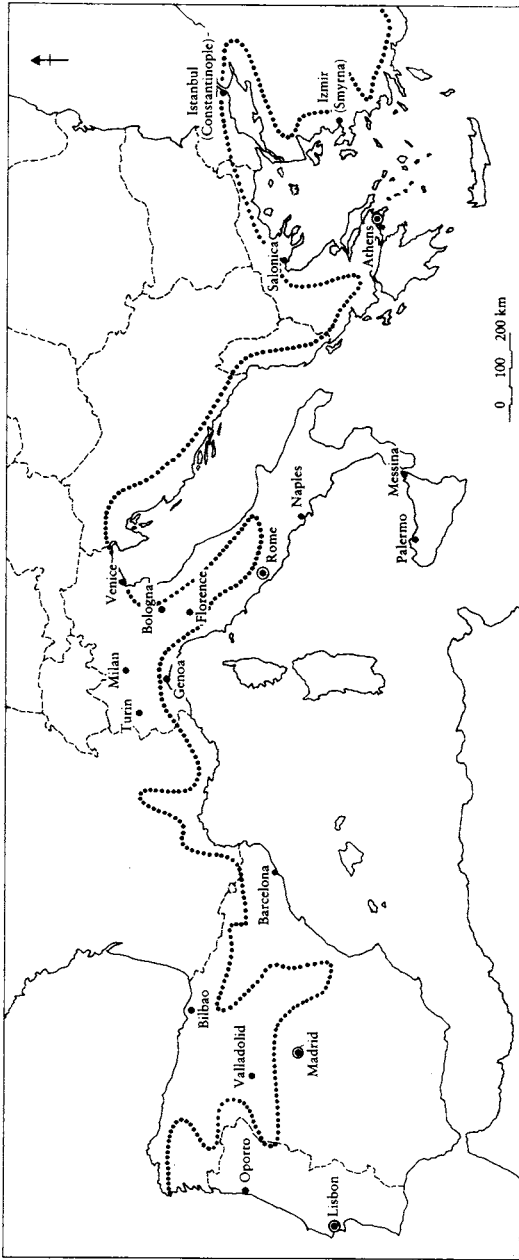 Oporto
Lisbon
Bilbao
Valladolid
Madrid
Barcelona
Turin
Milan
Genoa
Venice
Bologna
Florence
Rome
Naples
Palermo
Messina
Salonica
Athens
Istanbul
(Constantinople)
Izmir
(Smyrna)
0 100 200 km